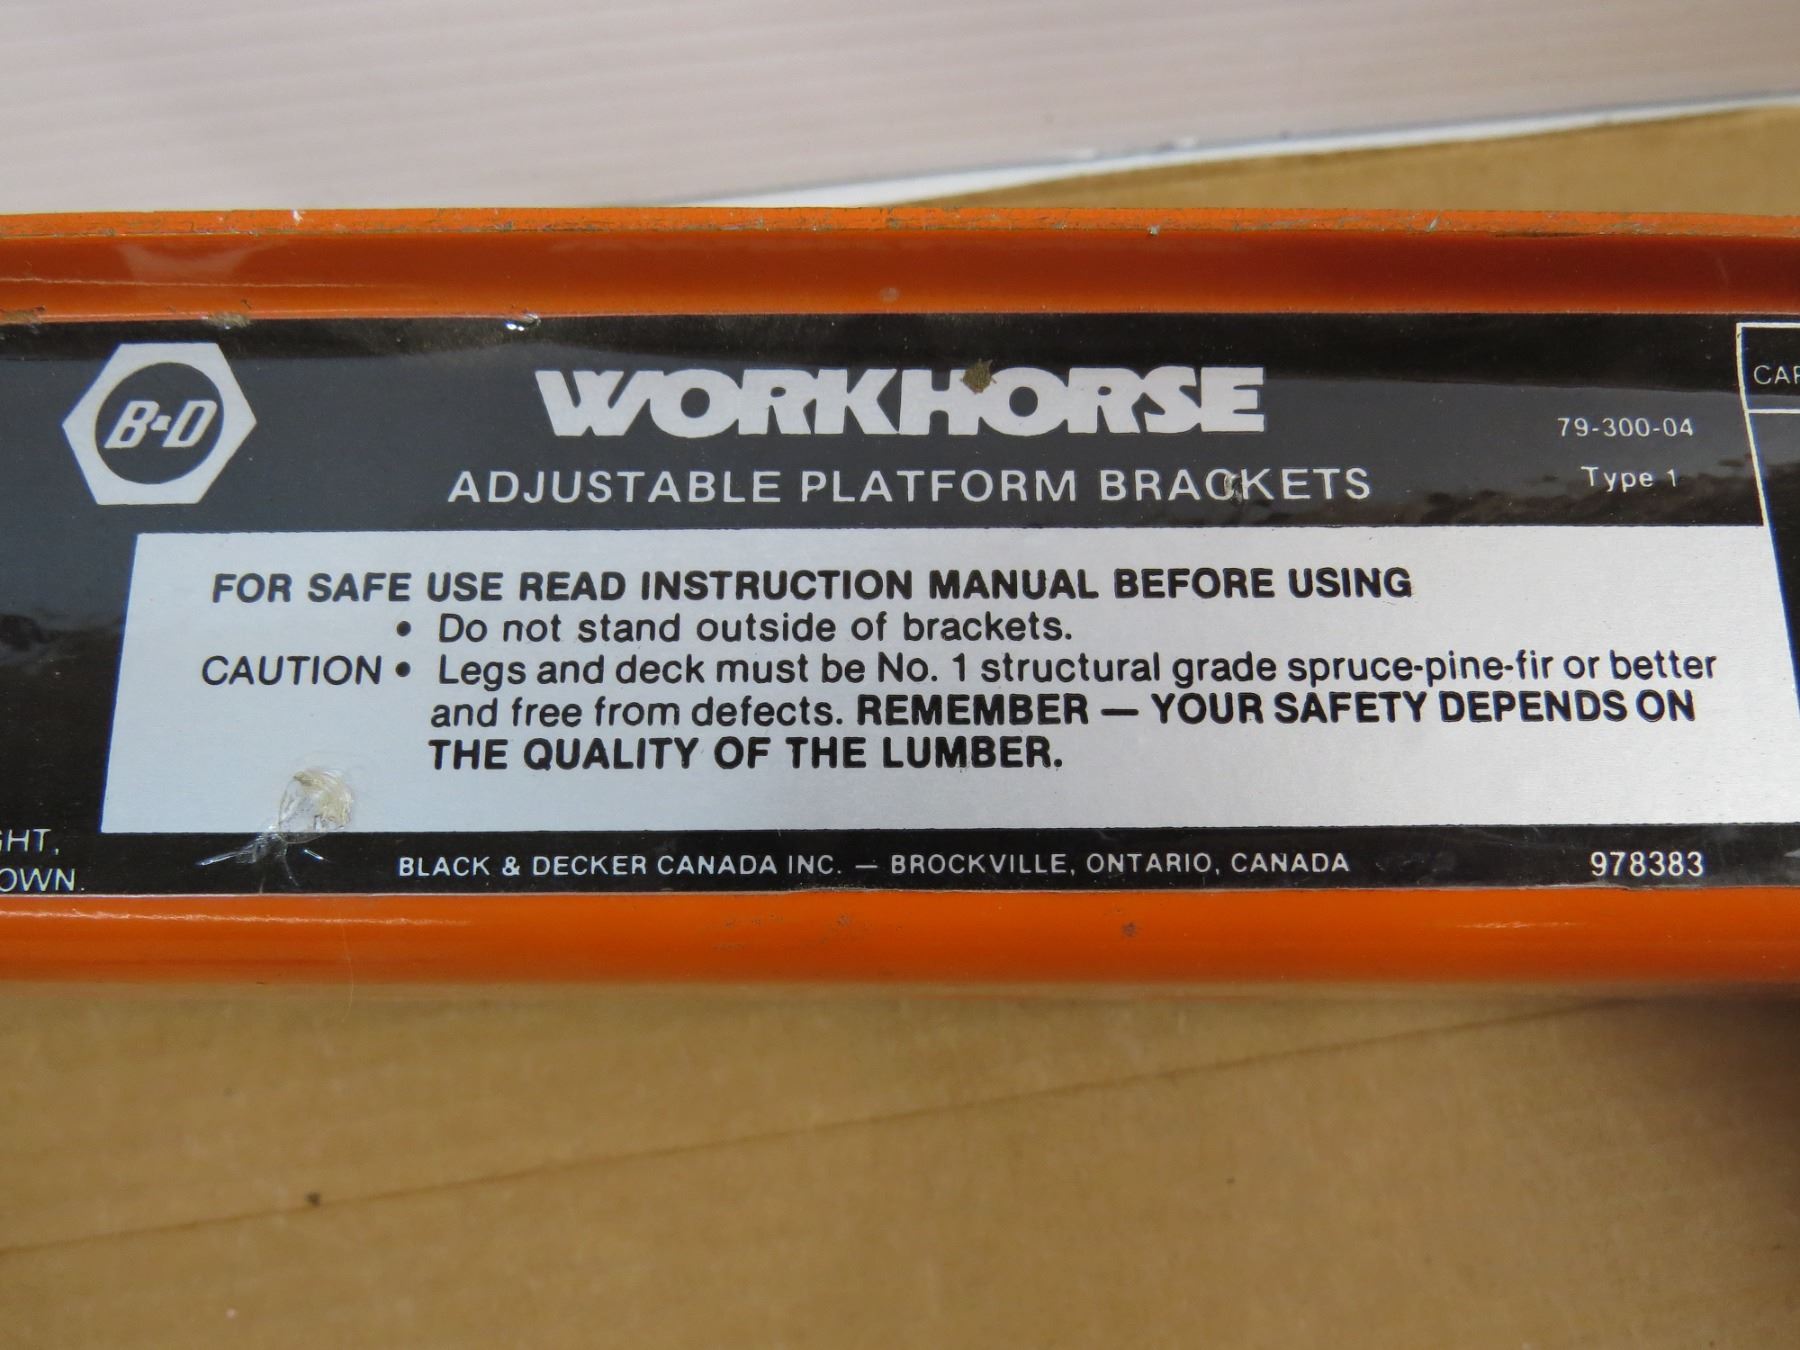 B&D
WORKHORSE
ADJUSTABLE PLATFORM BRACKETS
79-300-04
Type 1
FOR SAFE USE READ INSTRUCTION MANUAL BEFORE USING
• Do not stand outside of brackets.
CAUTION • Legs and deck must be No. 1 structural grade spruce-pine-fir or better
and free from defects. REMEMBER — YOUR SAFETY DEPENDS ON
THE QUALITY OF THE LUMBER.
BLACK & DECKER CANADA INC. — BROCKVILLE, ONTARIO, CANADA
978383